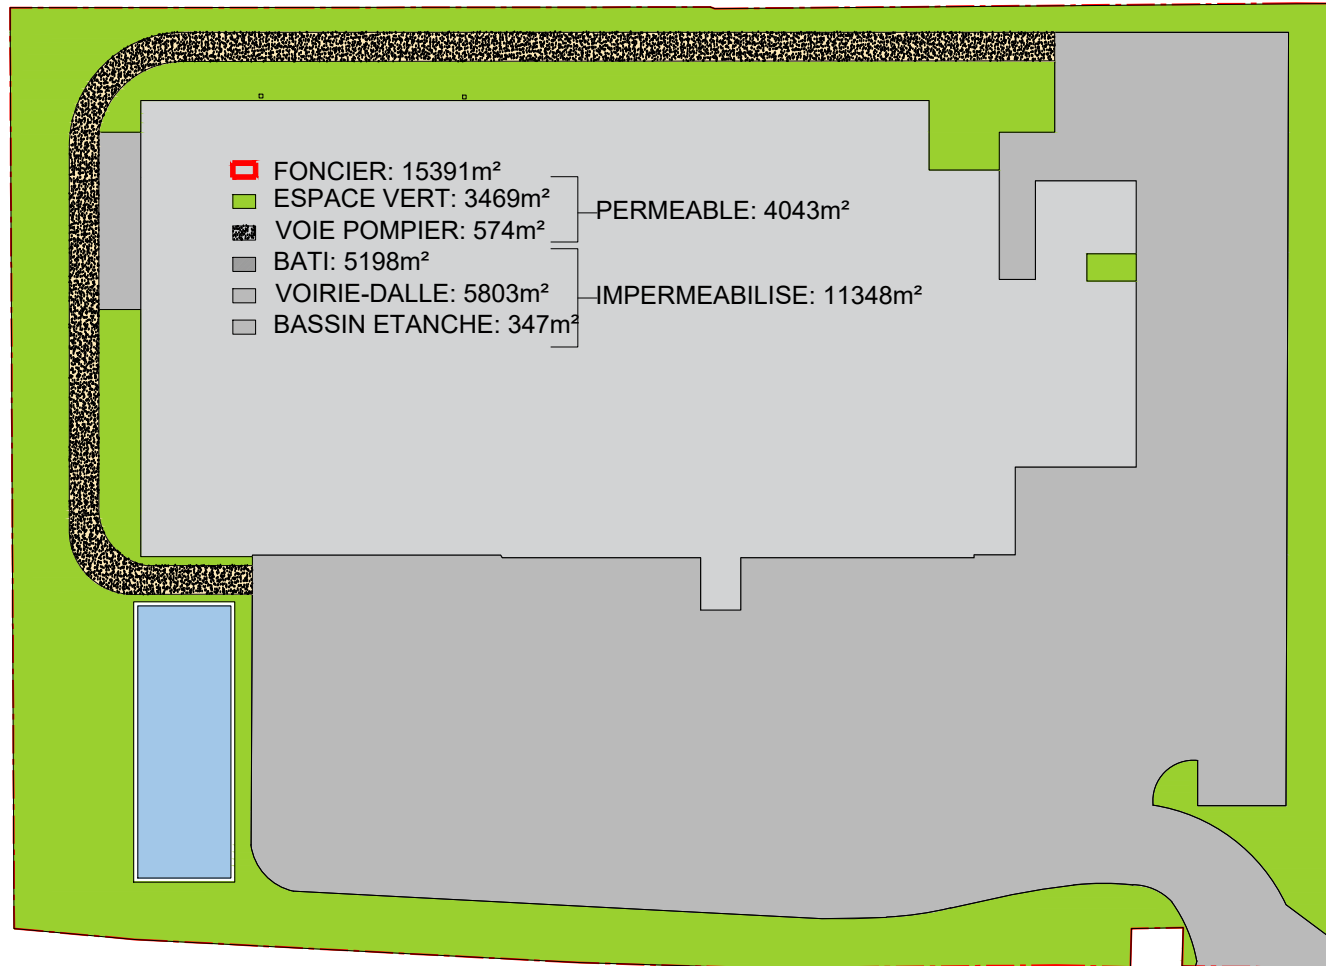 FONCIER: 15391m²
ESPACE VERT: 3469m²
VOIE POMPIER: 574m²
PERMEABLE: 4043m²
BATI: 5198m²
VOIRIE-DALLE: 5803m²
BASSIN ETANCHE: 347m²
IMPERMEABILISE: 11348m²